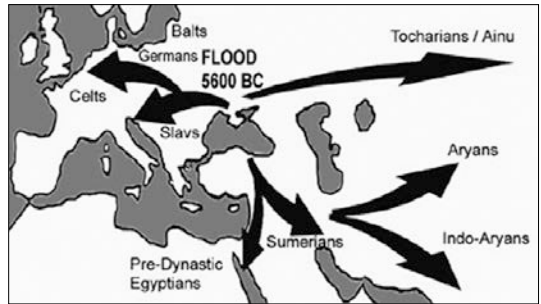 Balts
Germans
FLOOD
5600 BC
Tocharians / Ainu
Celts
Slavs
Aryans
Sumerians
Indo-Aryans
Pre-Dynastic
Egyptians